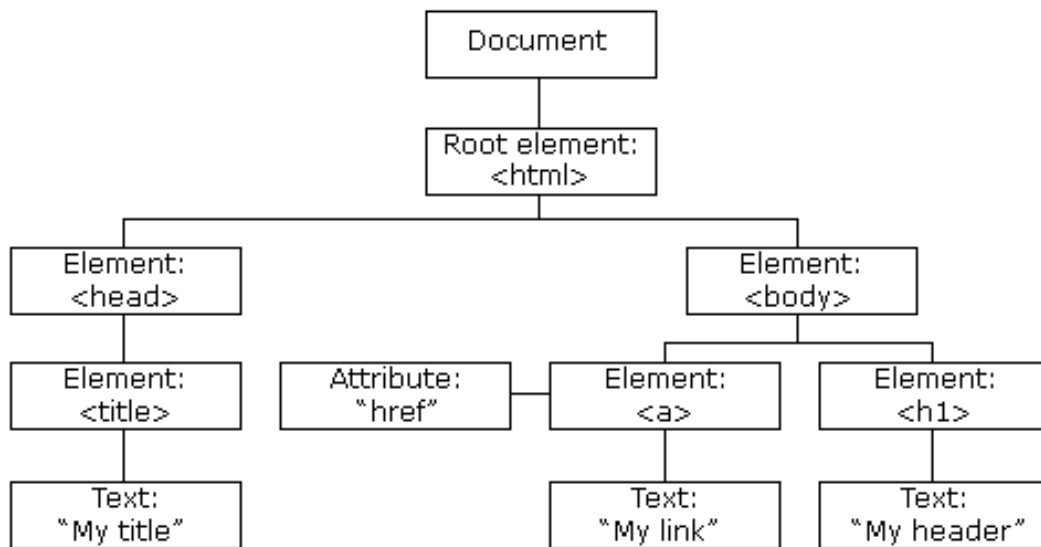 Document
Root element:
<html>
Element:
<head>
Element:
<body>
Element:
<title>
Attribute:
“href”
Element:
<a>
Element:
<h1>
Text:
“My title”
Text:
“My link”
Text:
“My header”